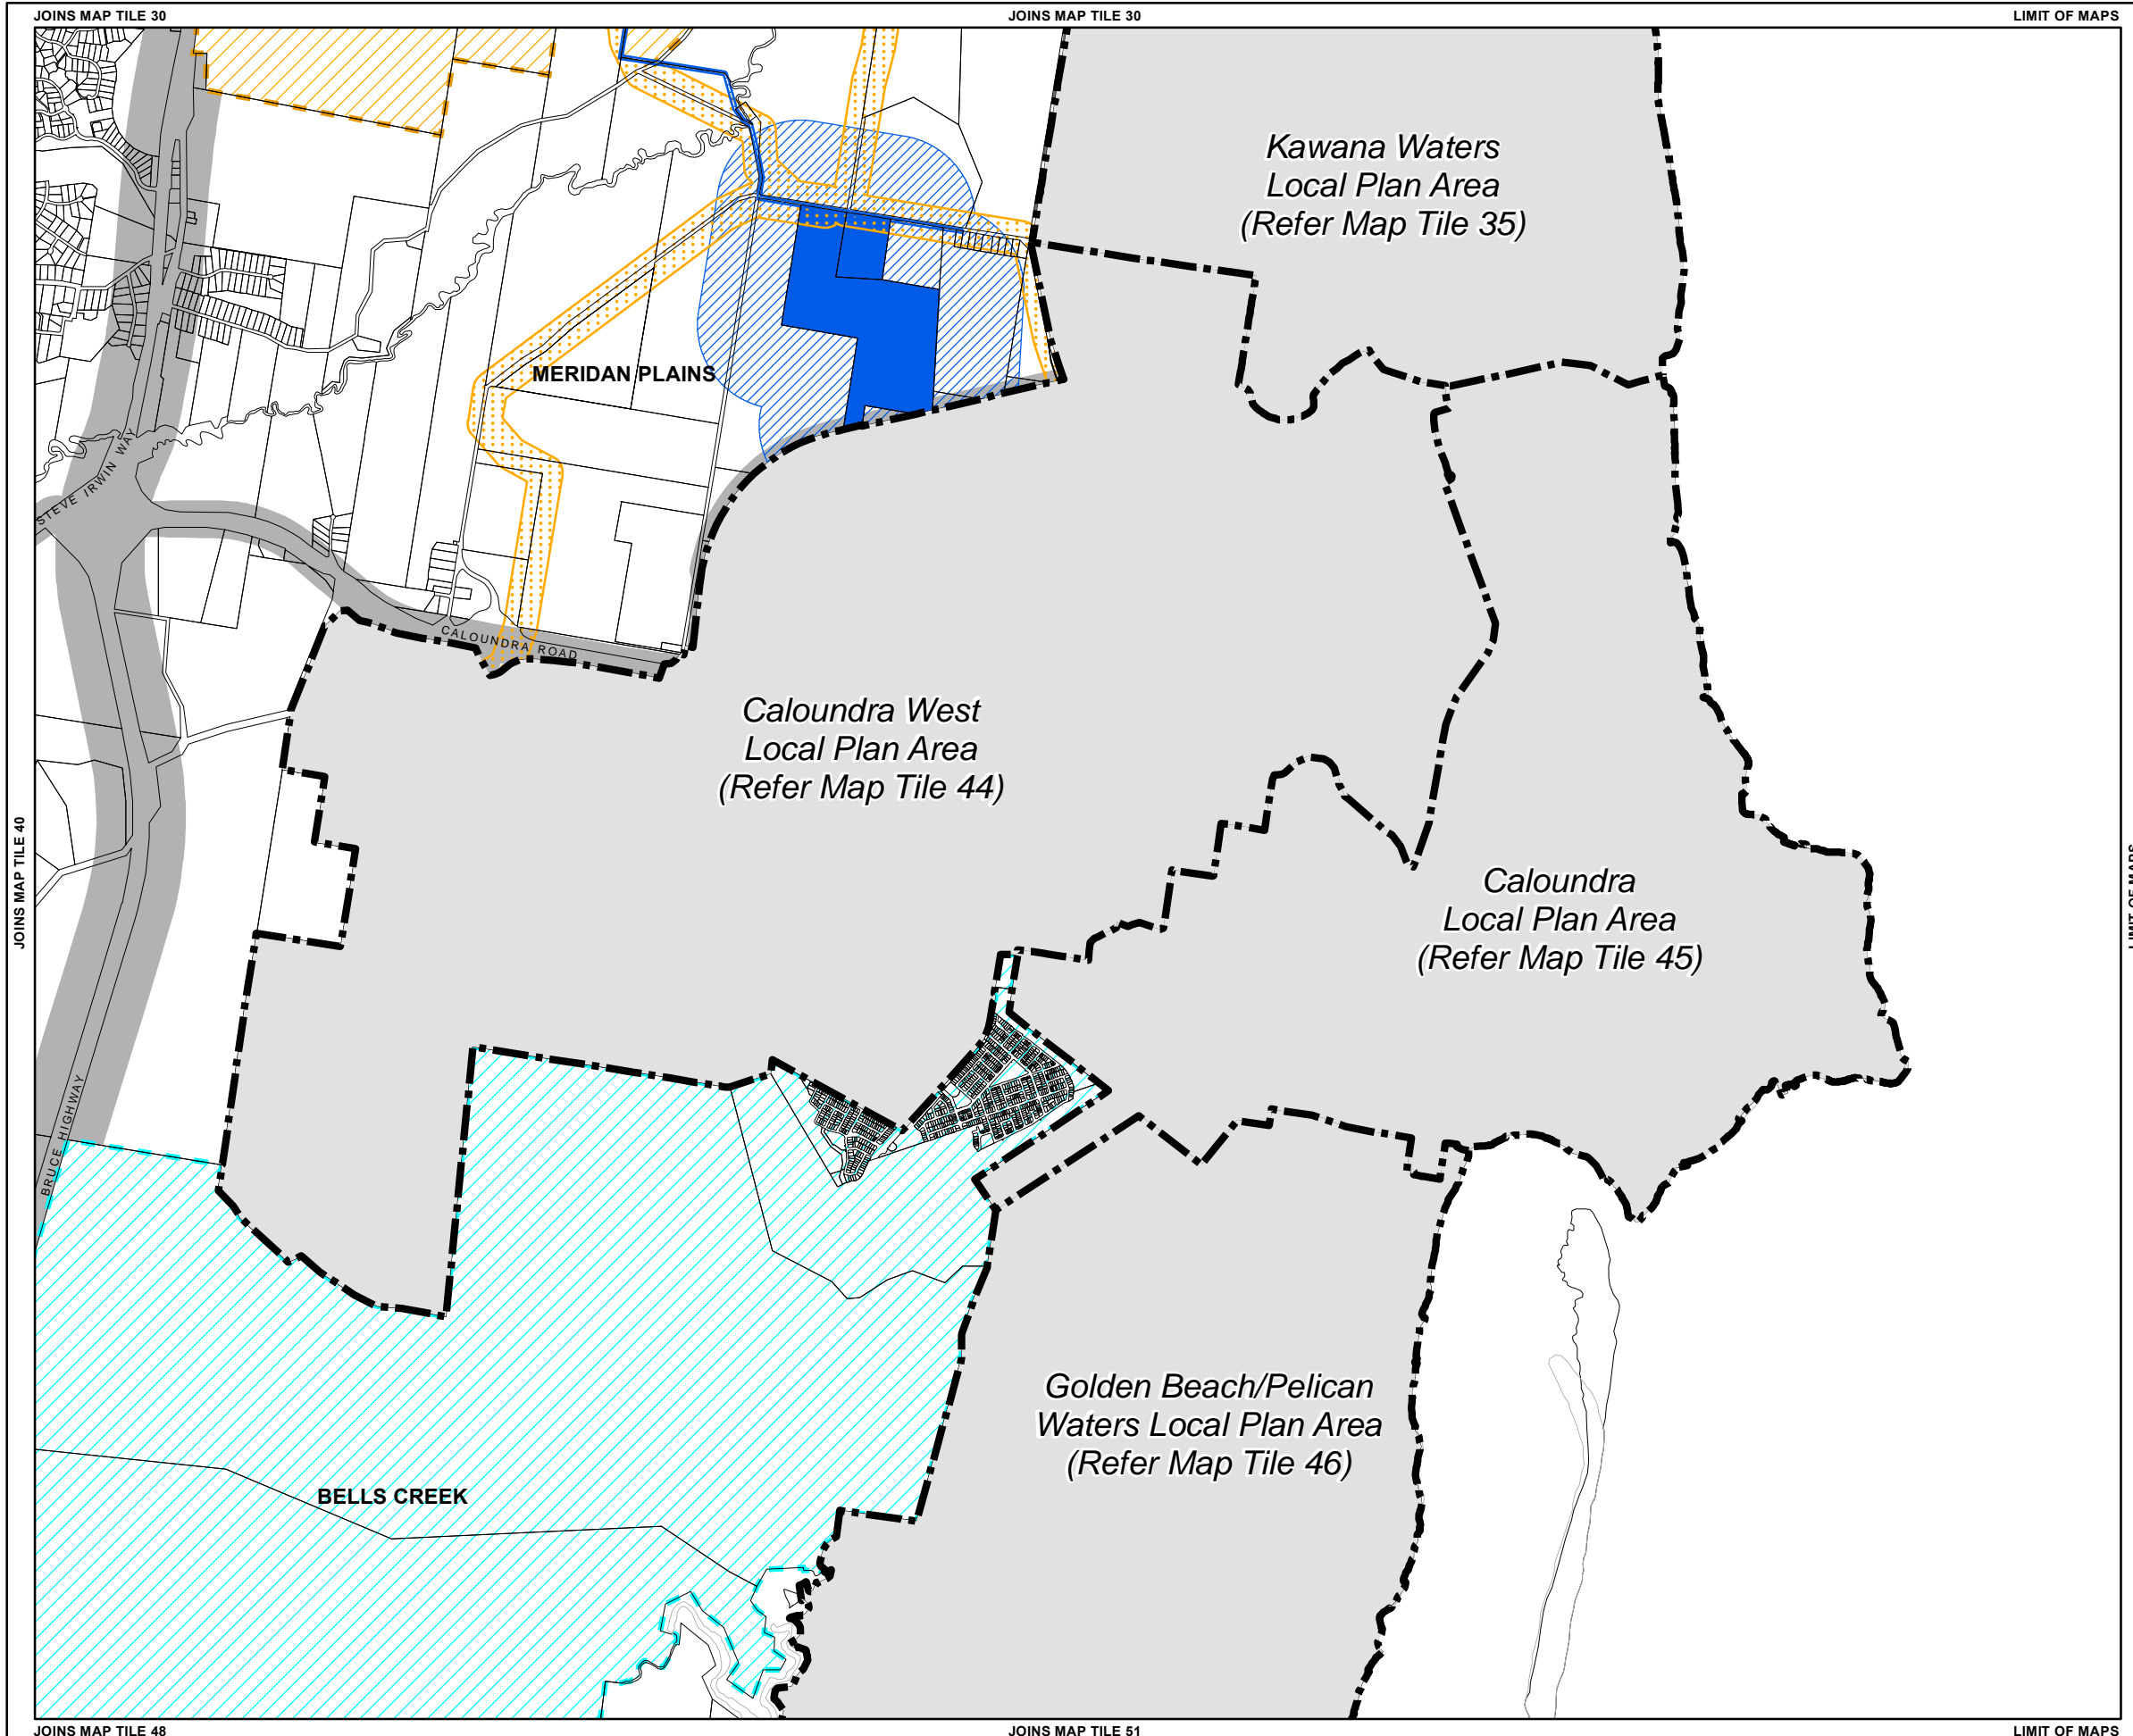 JOINS MAP TILE 30
JOINS MAP TILE 30
LIMIT OF MAPS
Kawana Waters
Local Plan Area
(Refer Map Tile 35)
MERIDAN PLAINS
STEVE IRWIN WAY
CALOUNDRA ROAD
Caloundra West
Local Plan Area
(Refer Map Tile 44)
JOINS MAP TILE 40
LIMIT OF MAPS
Caloundra
Local Plan Area
(Refer Map Tile 45)
BRUCE HIGHWAY
Golden Beach/Pelican
Waters Local Plan Area
(Refer Map Tile 46)
BELLS CREEK
JOINS MAP TILE 48
JOINS MAP TILE 51
LIMIT OF MAPS